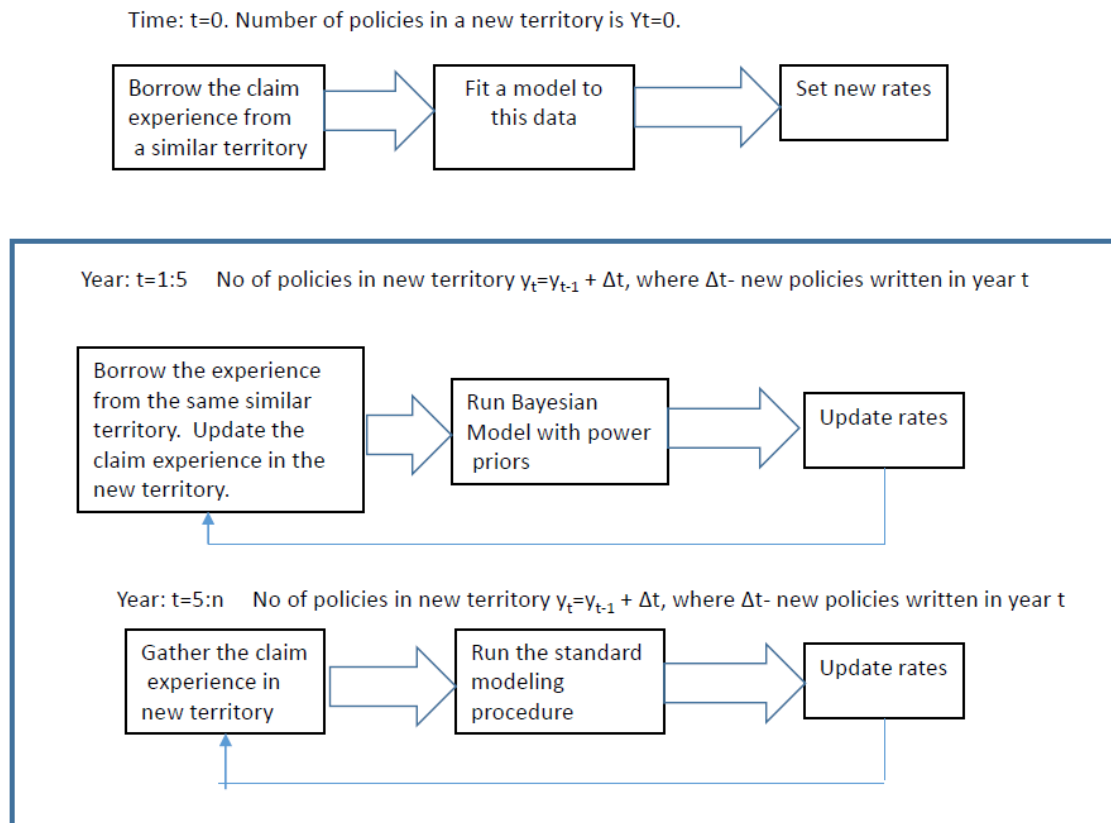 Time: t=0. Number of policies in a new territory is Yt=0.
Borrow the claim
experience from
a similar territory
Fit a model to
this data
Set new rates
Year: t=1:5 No of policies in new territory yₜ=yₜ₋₁ + Δt, where Δt- new policies written in year t
Borrow the experience
from the same similar
territory. Update the
claim experience in the
new territory.
Run Bayesian
Model with power
priors
Update rates
Year: t=5:n No of policies in new territory yₜ=yₜ₋₁ + Δt, where Δt- new policies written in year t
Gather the claim
experience in
new territory
Run the standard
modeling
procedure
Update rates